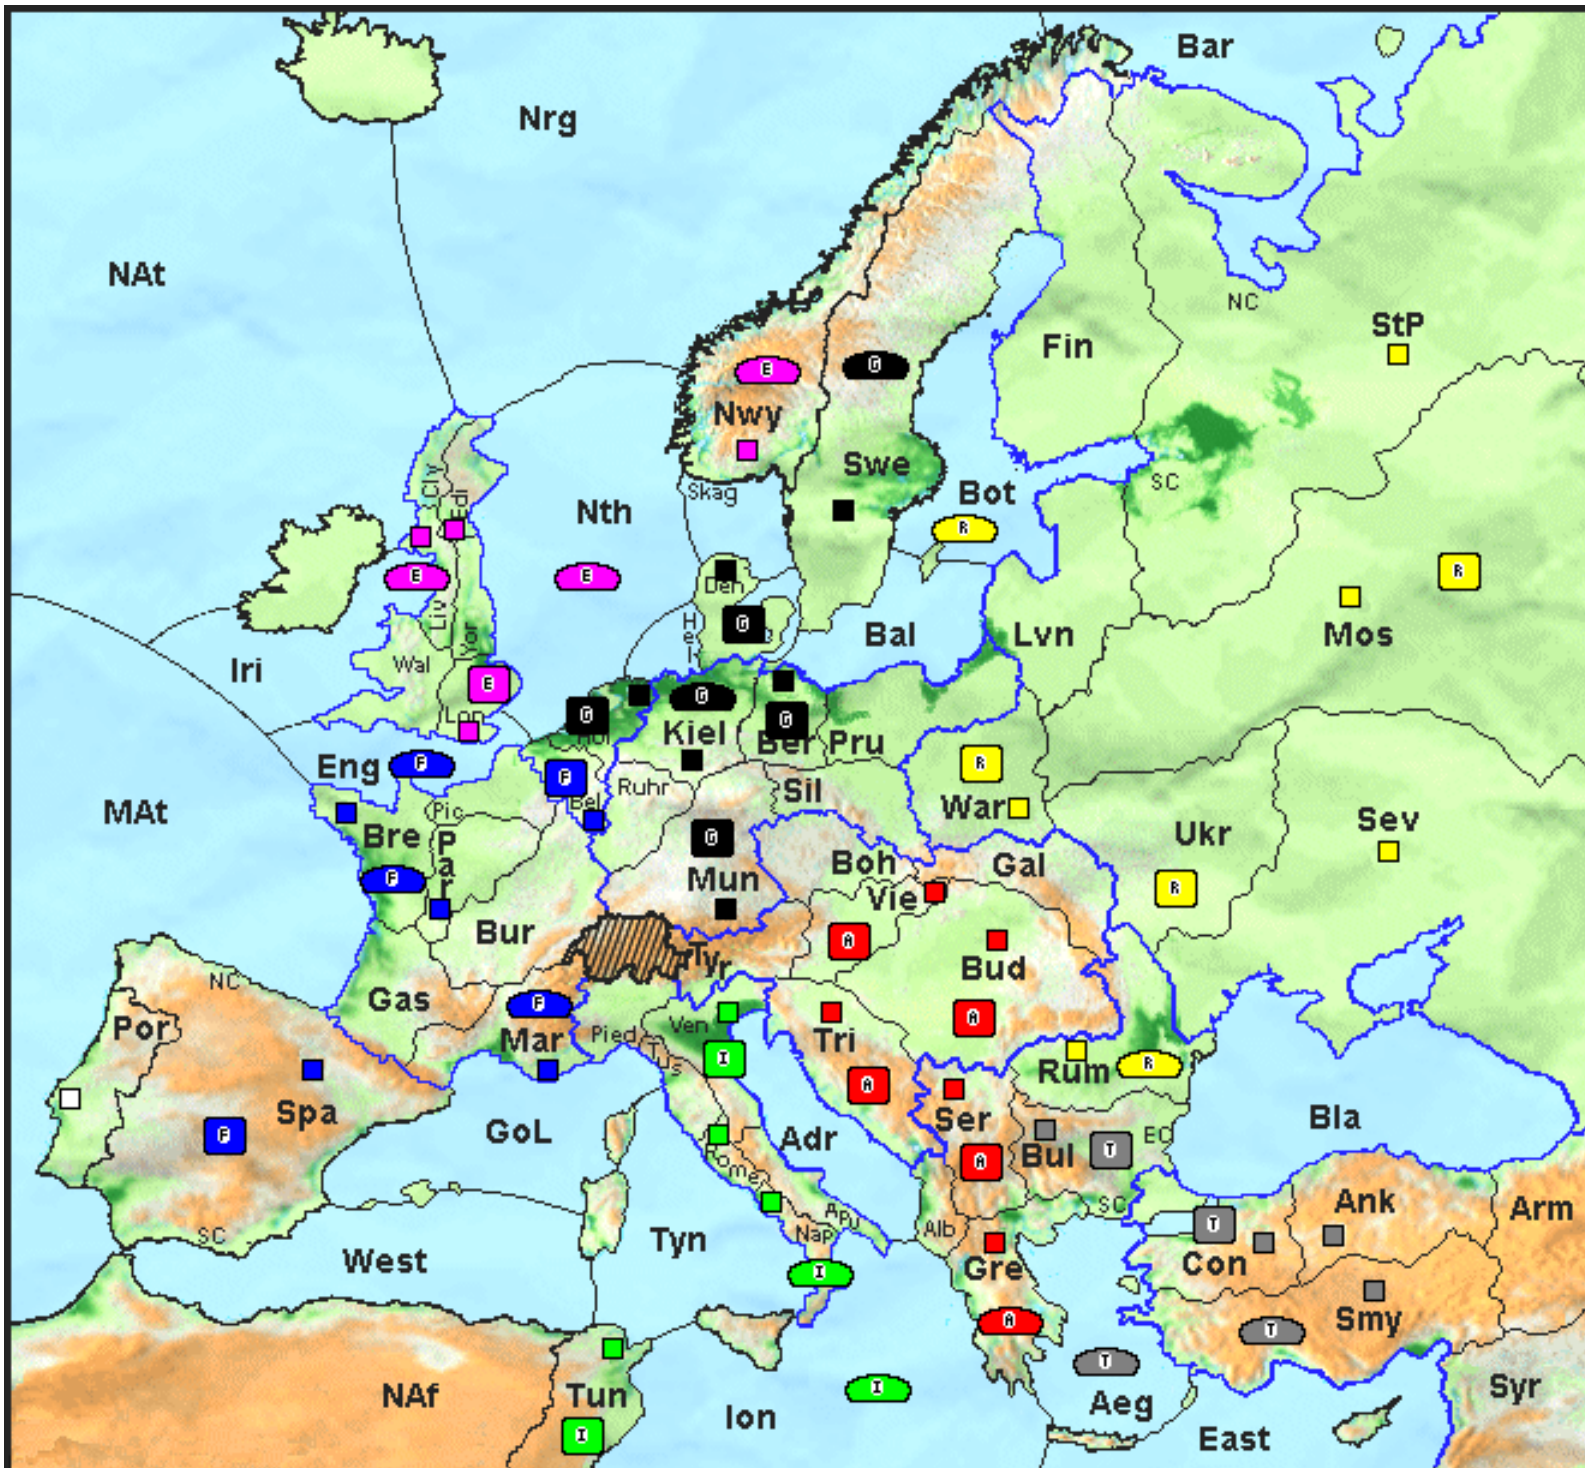 Bar
Nrg
NAt
NC
StP
Fin
E
G
Nwy
Swe
SC
Skag
Bot
Cly
Edi
Nth
R
R
E
E
Den
Hel
Bal
Lvn
Mos
Liv
Yor
Wal
Iri
E
G
G
Lon
G
Hol
Kiel
G
Ber
Pru
Eng
F
F
R
Ruhr
Sil
War
MAt
Pic
Bel
Bre
Par
G
Ukr
Sev
Boh
Gal
F
Mun
Vie
R
Bur
A
Bud
Tyr
NC
Gas
F
Por
Mar
Pied
Ven
Tri
A
Tus
I
Rum
R
A
Spa
Ser
Bla
F
GoL
Adr
EC
Bul
T
Rome
A
Ank
SC
Apu
SC
Arm
West
Tyn
Nap
Alb
T
Con
Gre
I
Smy
A
T
T
NAf
Tun
I
Ion
Aeg
Syr
I
East